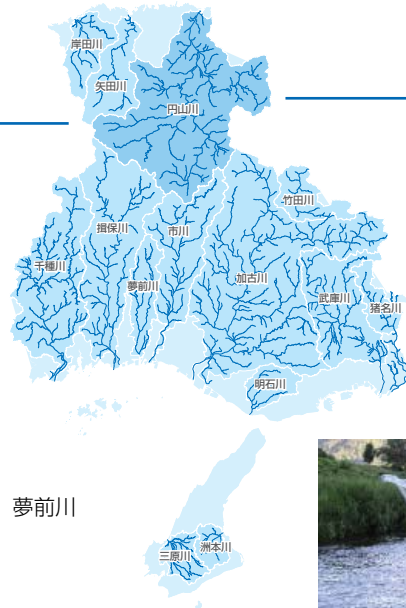 岸田川
矢田川
円山川
竹田川
揖保川
市川
千種川
加古川
夢前川
武庫川
猪名川
明石川
夢前川
洲本川
三原川